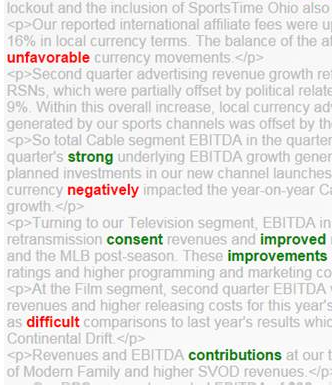 lockout and the inclusion of SportsTime Ohio also
<p>Our reported international affiliate fees were up
16% in local currency terms. The balance of the af
unfavorable currency movements.</p>
<p>Second quarter advertising revenue growth re
RSNs, which were partially offset by political relate
9%. Within this overall increase, local currency ad
generated by our sports channels was offset by the
<p>So total Cable segment EBITDA in the quarter
quarter's strong underlying EBITDA growth gener
planned investments in our new channel launches
currency negatively impacted the year-on-year Ca
growth.</p>
<p>Turning to our Television segment, EBITDA in
retransmission consent revenues and improved
and the MLB post-season. These improvements
ratings and higher programming and marketing co
<p>At the Film segment, second quarter EBITDA
revenues and higher releasing costs for this year's
as difficult comparisons to last year's results which
Continental Drift.</p>
<p>Revenues and EBITDA contributions at our t
of Modern Family and higher SVOD revenues.</p>